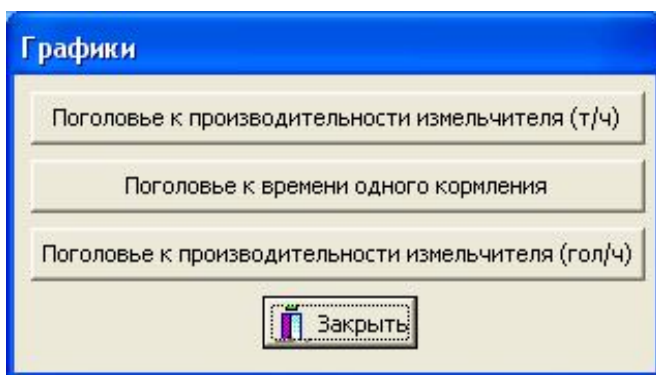 Графики
Поголовье к производительности измельчителя (т/ч)
Поголовье к времени одного кормления
Поголовье к производительности измельчителя (гол/ч)
Закрыть